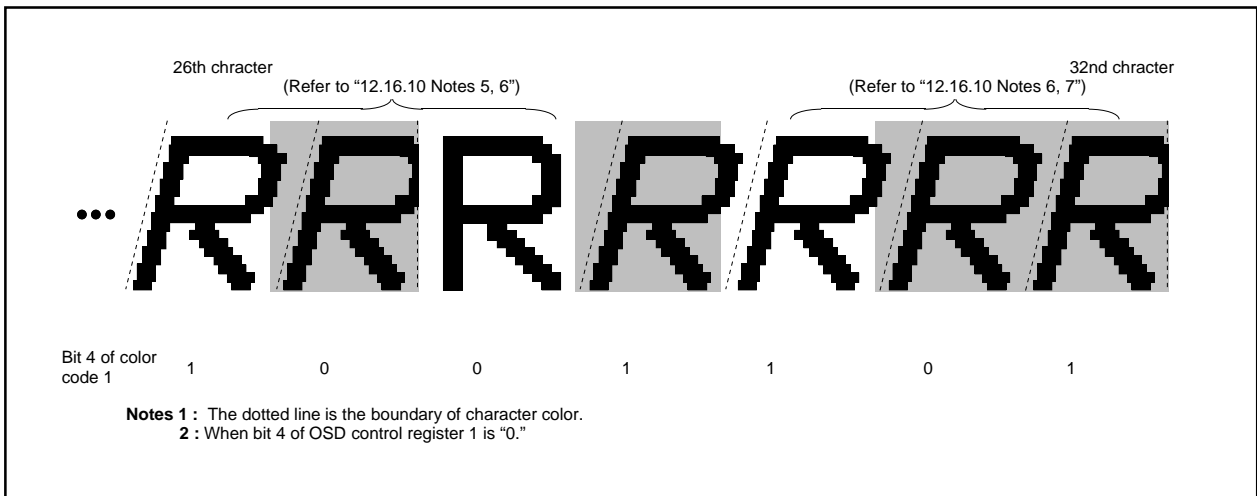 26th chracter 32nd chracter
(Refer to “12.16.10 Notes 5, 6”) (Refer to “12.16.10 Notes 6, 7”)
••• R R R R R R R
Bit 4 of color
code 1 1 0 0 1 1 0 1
Notes 1 : The dotted line is the boundary of character color.
2 : When bit 4 of OSD control register 1 is “0.”